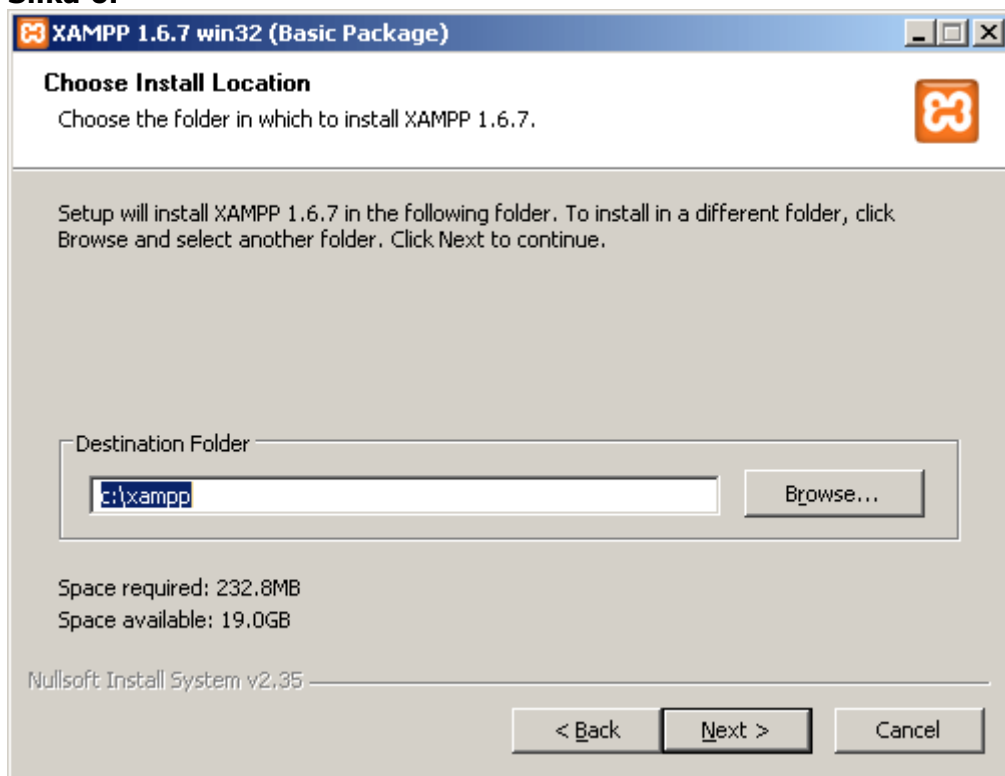 XAMPP 1.6.7 win32 (Basic Package)
Choose Install Location
Choose the folder in which to install XAMPP 1.6.7.
Setup will install XAMPP 1.6.7 in the following folder. To install in a different folder, click
Browse and select another folder. Click Next to continue.
Destination Folder
c:\xampp
Browse...
Space required: 232.8MB
Space available: 19.0GB
Nullsoft Install System v2.35
< Back Next > Cancel